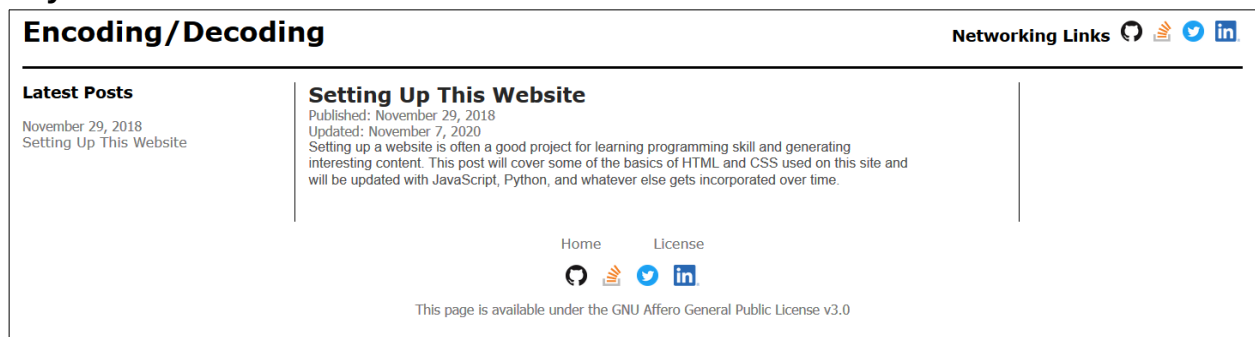 Encoding/Decoding
Networking Links
Latest Posts
November 29, 2018
Setting Up This Website
Setting Up This Website
Published: November 29, 2018
Updated: November 7, 2020
Setting up a website is often a good project for learning programming skill and generating
interesting content. This post will cover some of the basics of HTML and CSS used on this site and
will be updated with JavaScript, Python, and whatever else gets incorporated over time.
Home License
This page is available under the GNU Affero General Public License v3.0